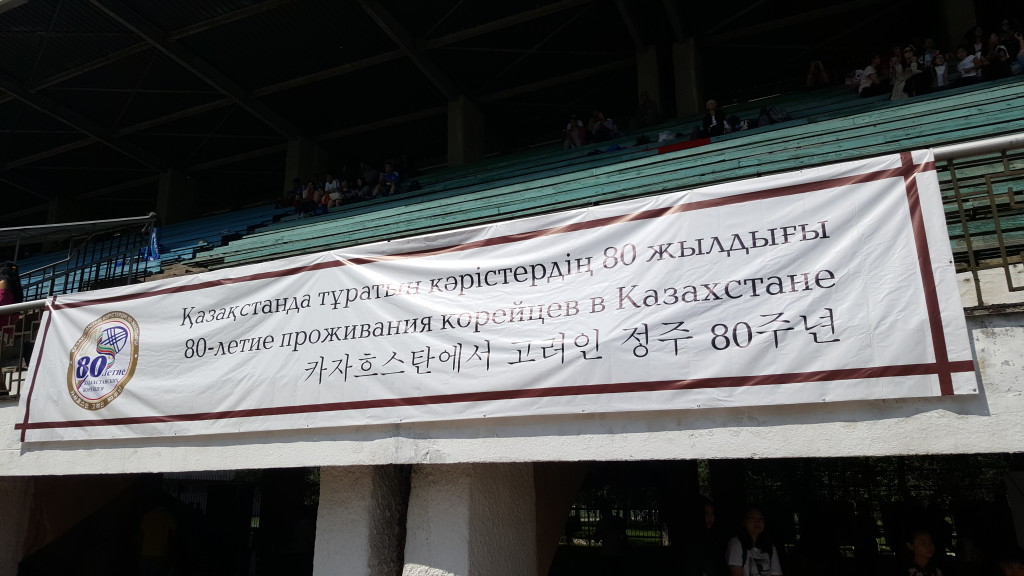 Қазақстанда тұратын кәрістердің 80 жылдығы
80-летие проживания корейцев в Казахстане
카자흐스탄에서 고려인 정주 80주년
80летие